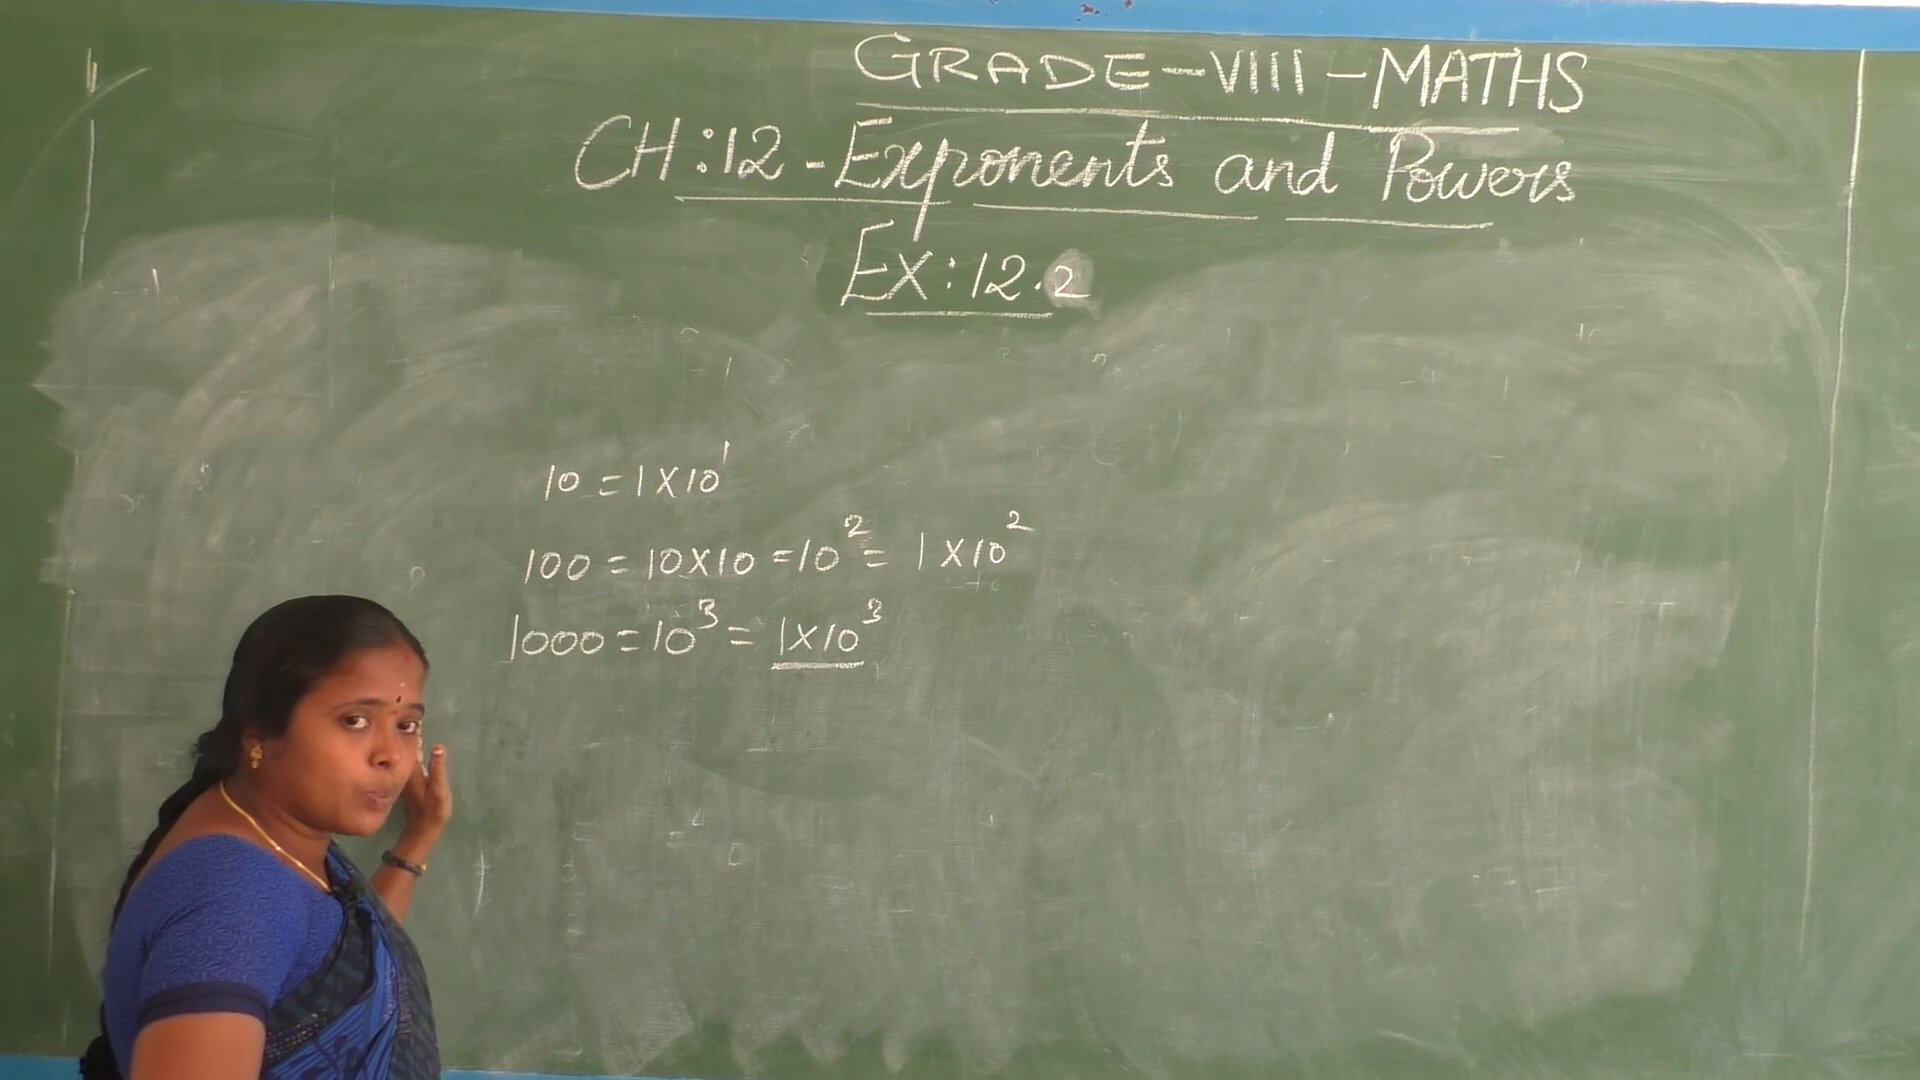 GRADE-VIII-MATHS
CH:12-Exponents and Powers
EX:12.2
10 = 1×10¹
100 = 10×10 = 10² = 1×10²
1000 = 10³ = 1×10³